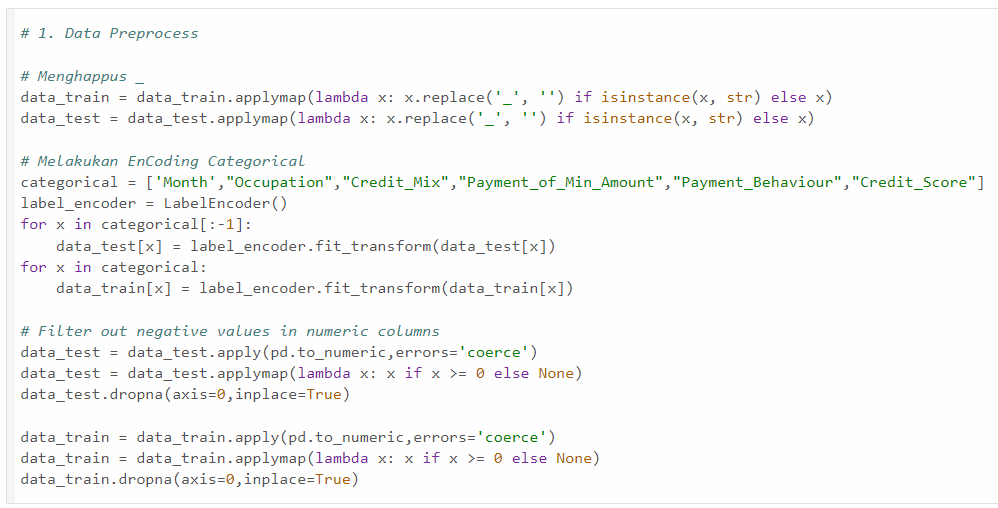 # 1. Data Preprocess
# Menghappus _
data_train = data_train.applymap(lambda x: x.replace('_', '') if isinstance(x, str) else x)
data_test = data_test.applymap(lambda x: x.replace('_', '') if isinstance(x, str) else x)
# Melakukan EnCoding Categorical
categorical = ['Month',"Occupation","Credit_Mix","Payment_of_Min_Amount","Payment_Behaviour","Credit_Score"]
label_encoder = LabelEncoder()
for x in categorical[:-1]:
    data_test[x] = label_encoder.fit_transform(data_test[x])
for x in categorical:
    data_train[x] = label_encoder.fit_transform(data_train[x])
# Filter out negative values in numeric columns
data_test = data_test.apply(pd.to_numeric,errors='coerce')
data_test = data_test.applymap(lambda x: x if x >= 0 else None)
data_test.dropna(axis=0,inplace=True)
data_train = data_train.apply(pd.to_numeric,errors='coerce')
data_train = data_train.applymap(lambda x: x if x >= 0 else None)
data_train.dropna(axis=0,inplace=True)